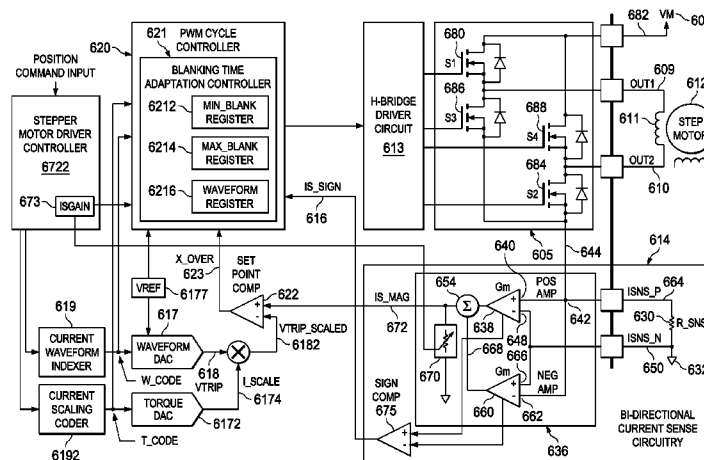 620
621
PWM CYCLE
CONTROLLER
BLANKING TIME
ADAPTATION CONTROLLER
6212
MIN_BLANK
REGISTER
6214
MAX_BLANK
REGISTER
6216
WAVEFORM
REGISTER
POSITION
COMMAND INPUT
STEPPER
MOTOR DRIVER
CONTROLLER
6722
673
ISGAIN
H-BRIDGE
DRIVER
CIRCUIT
613
680
S1
686
S3
688
S4
684
S2
605
644
682
VM
OUT1
609
611
612
STEP
MOTOR
OUT2
610
614
IS_SIGN
616
X_OVER
623
SET
POINT
COMP
622
VREF
6177
617
619
CURRENT
WAVEFORM
INDEXER
WAVEFORM
DAC
W_CODE
618
VTRIP
VTRIP_SCALED
6182
I_SCALE
6174
CURRENT
SCALING
CODER
6192
T_CODE
TORQUE
DAC
6172
IS_MAG
672
654
Σ
640
Gm
POS
AMP
638
648
642
668
666
670
Gm
NEG
AMP
660
662
636
SIGN
COMP
675
ISNS_P
664
630
R_SNS
ISNS_N
650
632
BI-DIRECTIONAL
CURRENT SENSE
CIRCUITRY